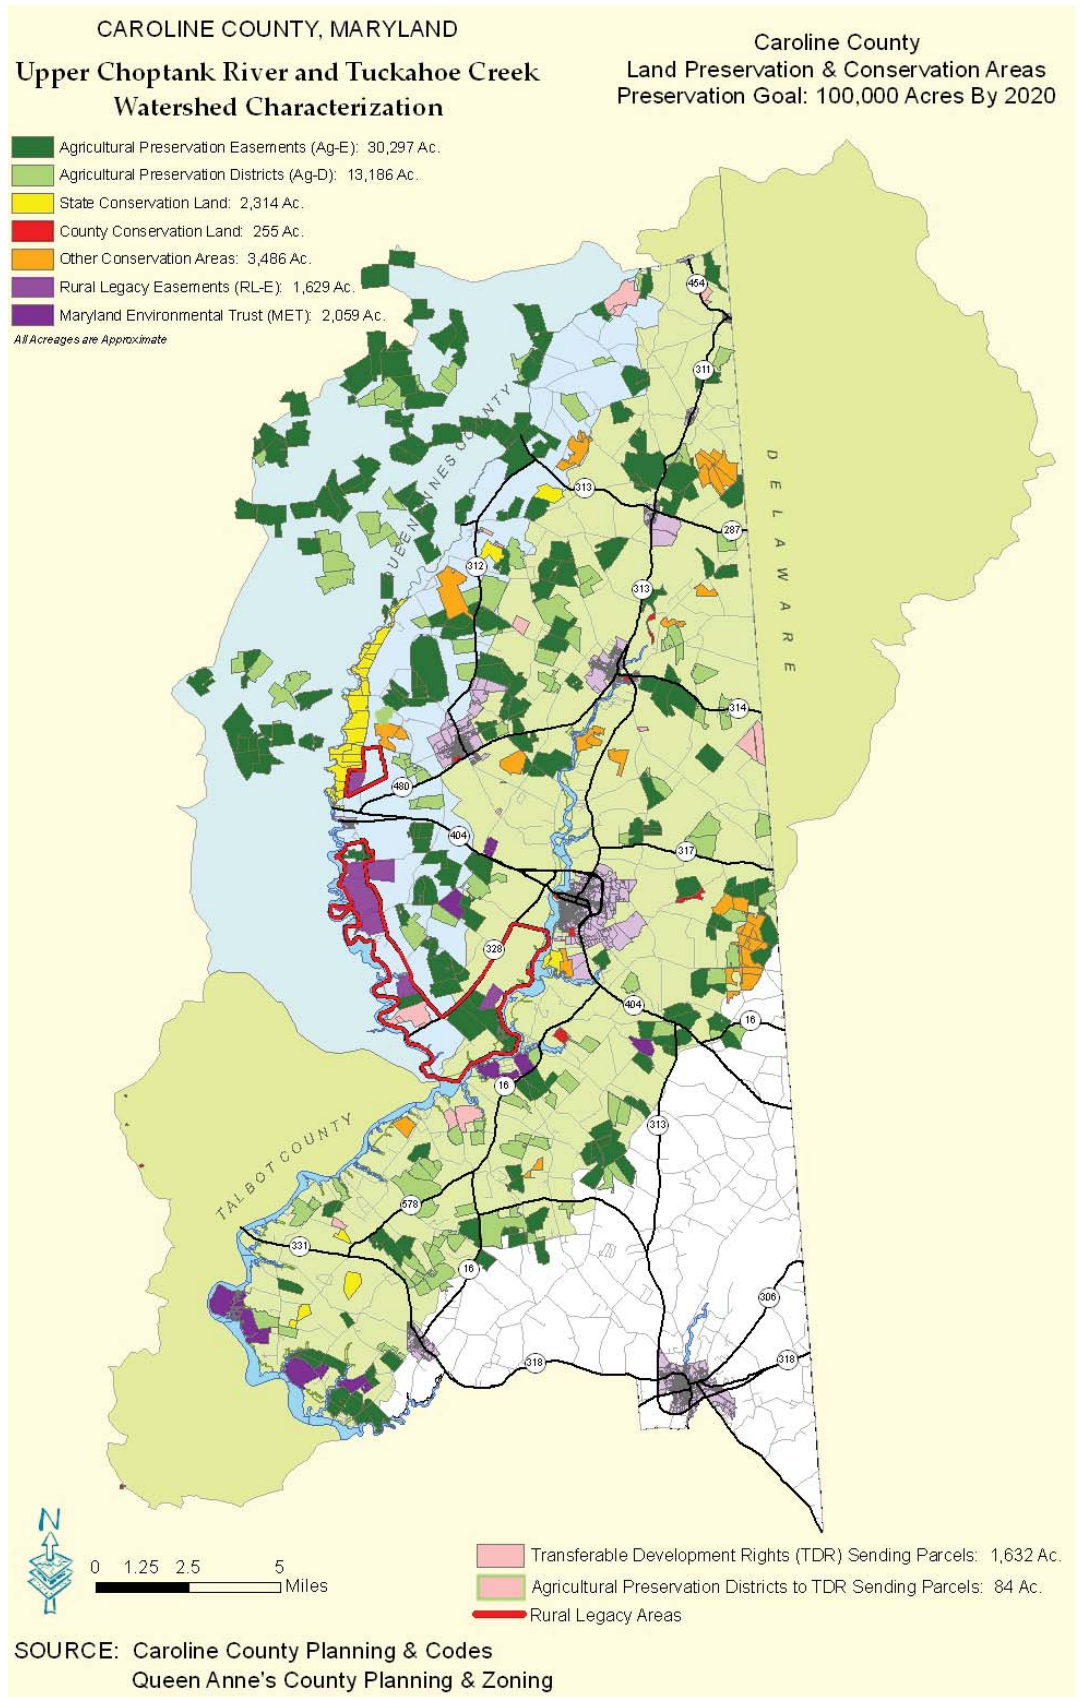 CAROLINE COUNTY, MARYLAND
Upper Choptank River and Tuckahoe Creek
Watershed Characterization
Caroline County
Land Preservation & Conservation Areas
Preservation Goal: 100,000 Acres By 2020
Agricultural Preservation Easements (Ag-E): 30,297 Ac.
Agricultural Preservation Districts (Ag-D): 13,186 Ac.
State Conservation Land: 2,314 Ac.
County Conservation Land: 255 Ac.
Other Conservation Areas: 3,486 Ac.
Rural Legacy Easements (RL-E): 1,629 Ac.
Maryland Environmental Trust (MET): 2,059 Ac.
All Acreages are Approximate
454
311
QUEEN ANNES COUNTY
DELAWARE
313
287
312
313
314
480
404
317
328
404
16
16
313
TALBOT COUNTY
578
331
16
306
318
318
N
0 1.25 2.5 5
Miles
Transferable Development Rights (TDR) Sending Parcels: 1,632 Ac.
Agricultural Preservation Districts to TDR Sending Parcels: 84 Ac.
Rural Legacy Areas
SOURCE: Caroline County Planning & Codes
Queen Anne's County Planning & Zoning